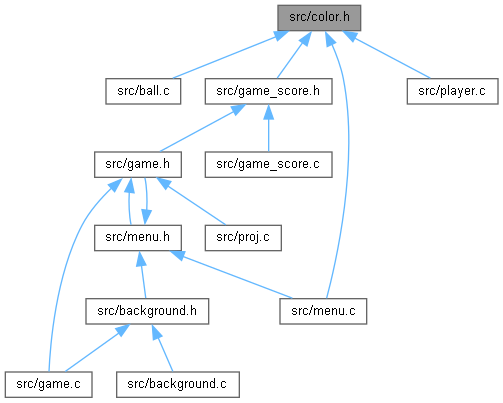 src/color.h
src/ball.c
src/game_score.h
src/player.c
src/game.h
src/game_score.c
src/menu.h
src/proj.c
src/background.h
src/menu.c
src/game.c
src/background.c